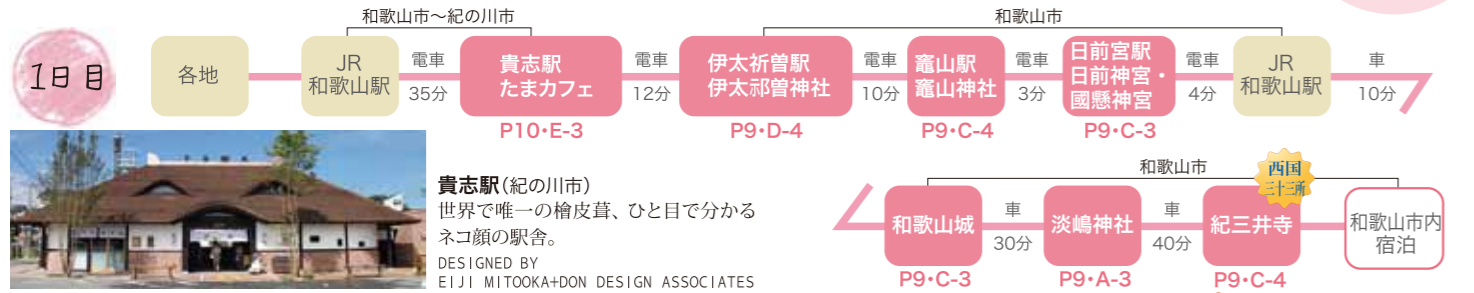 和歌山市〜紀の川市
和歌山市
1日目
各地
JR
和歌山駅
電車
35分
貴志駅
たまカフェ
P10・E-3
電車
12分
伊太祈曽駅
伊太祁曽神社
P9・D-4
電車
10分
竈山駅
竈山神社
P9・C-4
電車
3分
日前宮駅
日前神宮・
國懸神宮
P9・C-3
電車
4分
JR
和歌山駅
車
10分
貴志駅(紀の川市)
世界で唯一の檜皮葺、ひと目で分かる
ネコ顔の駅舎。
DESIGNED BY
EIJI MITOOKA+DON DESIGN ASSOCIATES
和歌山市
和歌山城
P9・C-3
車
30分
淡嶋神社
P9・A-3
車
40分
西国
三十三所
紀三井寺
P9・C-4
和歌山市内
宿泊